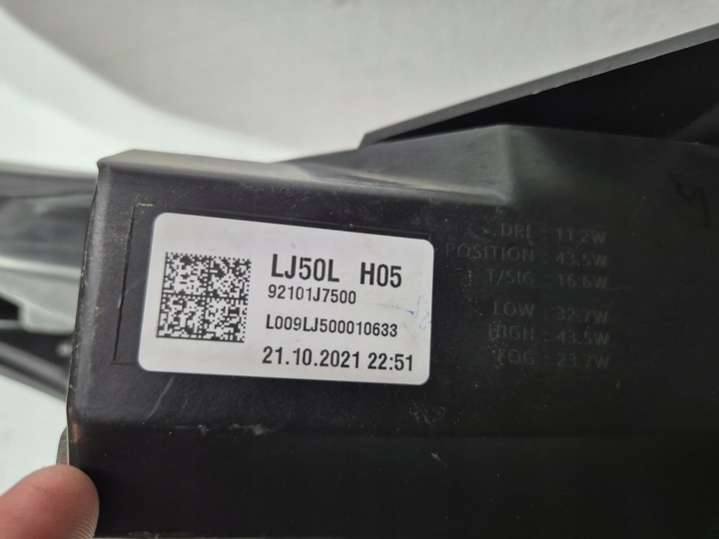 LJ50L H05
92101J7500
L009LJ500010633
21.10.2021 22:51
DRL : 11.2W
POSITION : 43.5W
T/SIG : 16.6W
LOW : 32.7W
HIGH : 43.5W
FOG : 23.7W